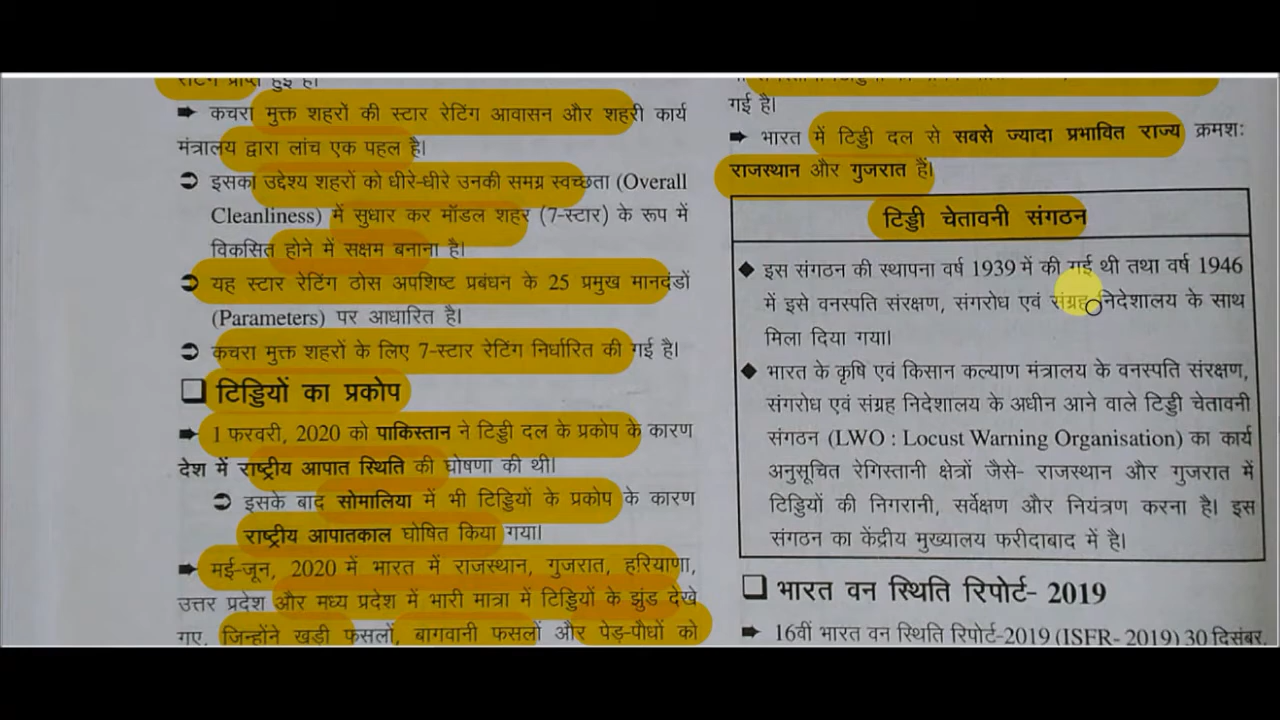 रेटिंग प्राप्त हुई है।
➡ कचरा मुक्त शहरों की स्टार रेटिंग आवासन और शहरी कार्य
मंत्रालय द्वारा लांच एक पहल है।
➲ इसका उद्देश्य शहरों को धीरे-धीरे उनकी समग्र स्वच्छता (Overall
Cleanliness) में सुधार कर मॉडल शहर (7-स्टार) के रूप में
विकसित होने में सक्षम बनाना है।
➲ यह स्टार रेटिंग ठोस अपशिष्ट प्रबंधन के 25 प्रमुख मानदंडों
(Parameters) पर आधारित है।
➲ कचरा मुक्त शहरों के लिए 7-स्टार रेटिंग निर्धारित की गई है।
❑ टिड्डियों का प्रकोप
➡ 1 फरवरी, 2020 को पाकिस्तान ने टिड्डी दल के प्रकोप के कारण
देश में राष्ट्रीय आपात स्थिति की घोषणा की थी।
➲ इसके बाद सोमालिया में भी टिड्डियों के प्रकोप के कारण
राष्ट्रीय आपातकाल घोषित किया गया।
➡ मई-जून, 2020 में भारत में राजस्थान, गुजरात, हरियाणा,
उत्तर प्रदेश और मध्य प्रदेश में भारी मात्रा में टिड्डियों के झुंड देखे
गए, जिन्होंने खड़ी फसलों, बागवानी फसलों और पेड़-पौधों को
गई है।
➡ भारत में टिड्डी दल से सबसे ज्यादा प्रभावित राज्य क्रमशः
राजस्थान और गुजरात हैं।
टिड्डी चेतावनी संगठन
◆ इस संगठन की स्थापना वर्ष 1939 में की गई थी तथा वर्ष 1946
में इसे वनस्पति संरक्षण, संगरोध एवं संग्रह निदेशालय के साथ
मिला दिया गया।
◆ भारत के कृषि एवं किसान कल्याण मंत्रालय के वनस्पति संरक्षण,
संगरोध एवं संग्रह निदेशालय के अधीन आने वाले टिड्डी चेतावनी
संगठन (LWO : Locust Warning Organisation) का कार्य
अनुसूचित रेगिस्तानी क्षेत्रों जैसे- राजस्थान और गुजरात में
टिड्डियों की निगरानी, सर्वेक्षण और नियंत्रण करना है। इस
संगठन का केंद्रीय मुख्यालय फरीदाबाद में है।
❑ भारत वन स्थिति रिपोर्ट- 2019
➡ 16वीं भारत वन स्थिति रिपोर्ट-2019 (ISFR- 2019) 30 दिसंबर,